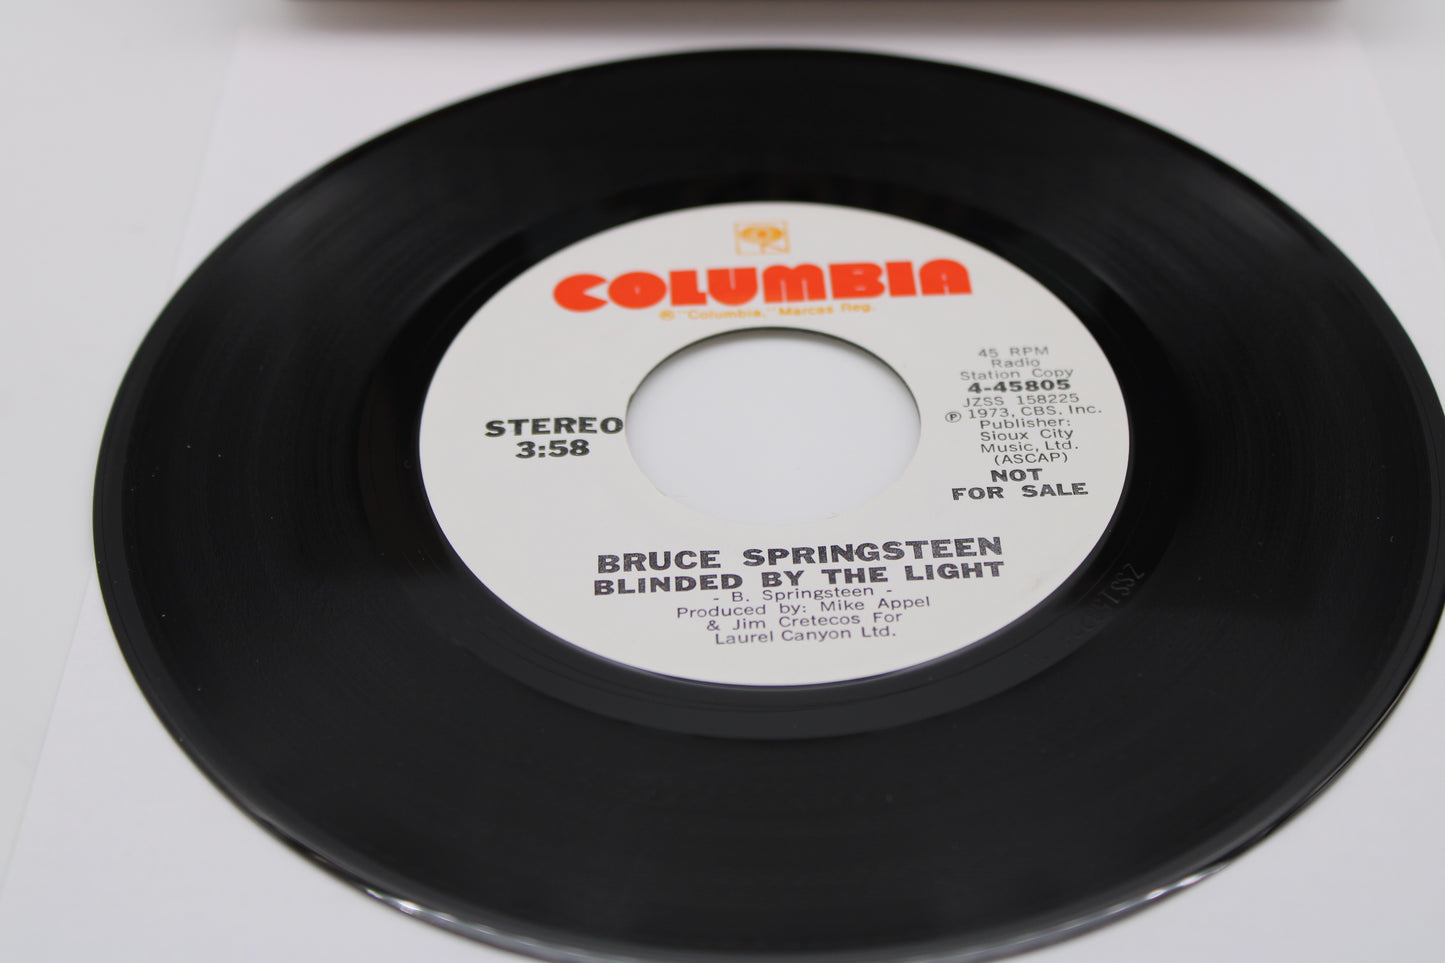 COLUMBIA
® "Columbia," Marcas Reg.
45 RPM
Radio
Station Copy
4-45805
JZSS 158225
℗ 1973, CBS, Inc.
Publisher:
Sioux City
Music, Ltd.
(ASCAP)
NOT
FOR SALE
STEREO
3:58
BRUCE SPRINGSTEEN
BLINDED BY THE LIGHT
- B. Springsteen -
Produced by: Mike Appel
& Jim Cretecos For
Laurel Canyon Ltd.